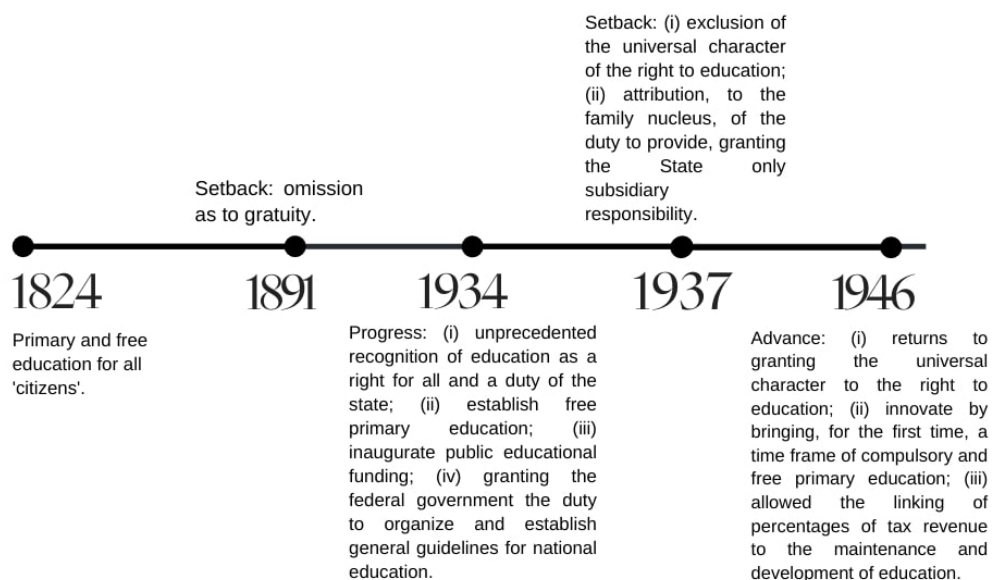 Setback: (i) exclusion of
the universal character
of the right to education;
(ii) attribution, to the
family nucleus, of the
duty to provide, granting
the State only
subsidiary
responsibility.
Setback: omission
as to gratuity.
1824
1891
1934
1937
1946
Primary and free
education for all
'citizens'.
Progress: (i) unprecedented
recognition of education as a
right for all and a duty of the
state; (ii) establish free
primary education; (iii)
inaugurate public educational
funding; (iv) granting the
federal government the duty
to organize and establish
general guidelines for national
education.
Advance: (i) returns to
granting the universal
character to the right to
education; (ii) innovate by
bringing, for the first time, a
time frame of compulsory and
free primary education; (iii)
allowed the linking of
percentages of tax revenue
to the maintenance and
development of education.